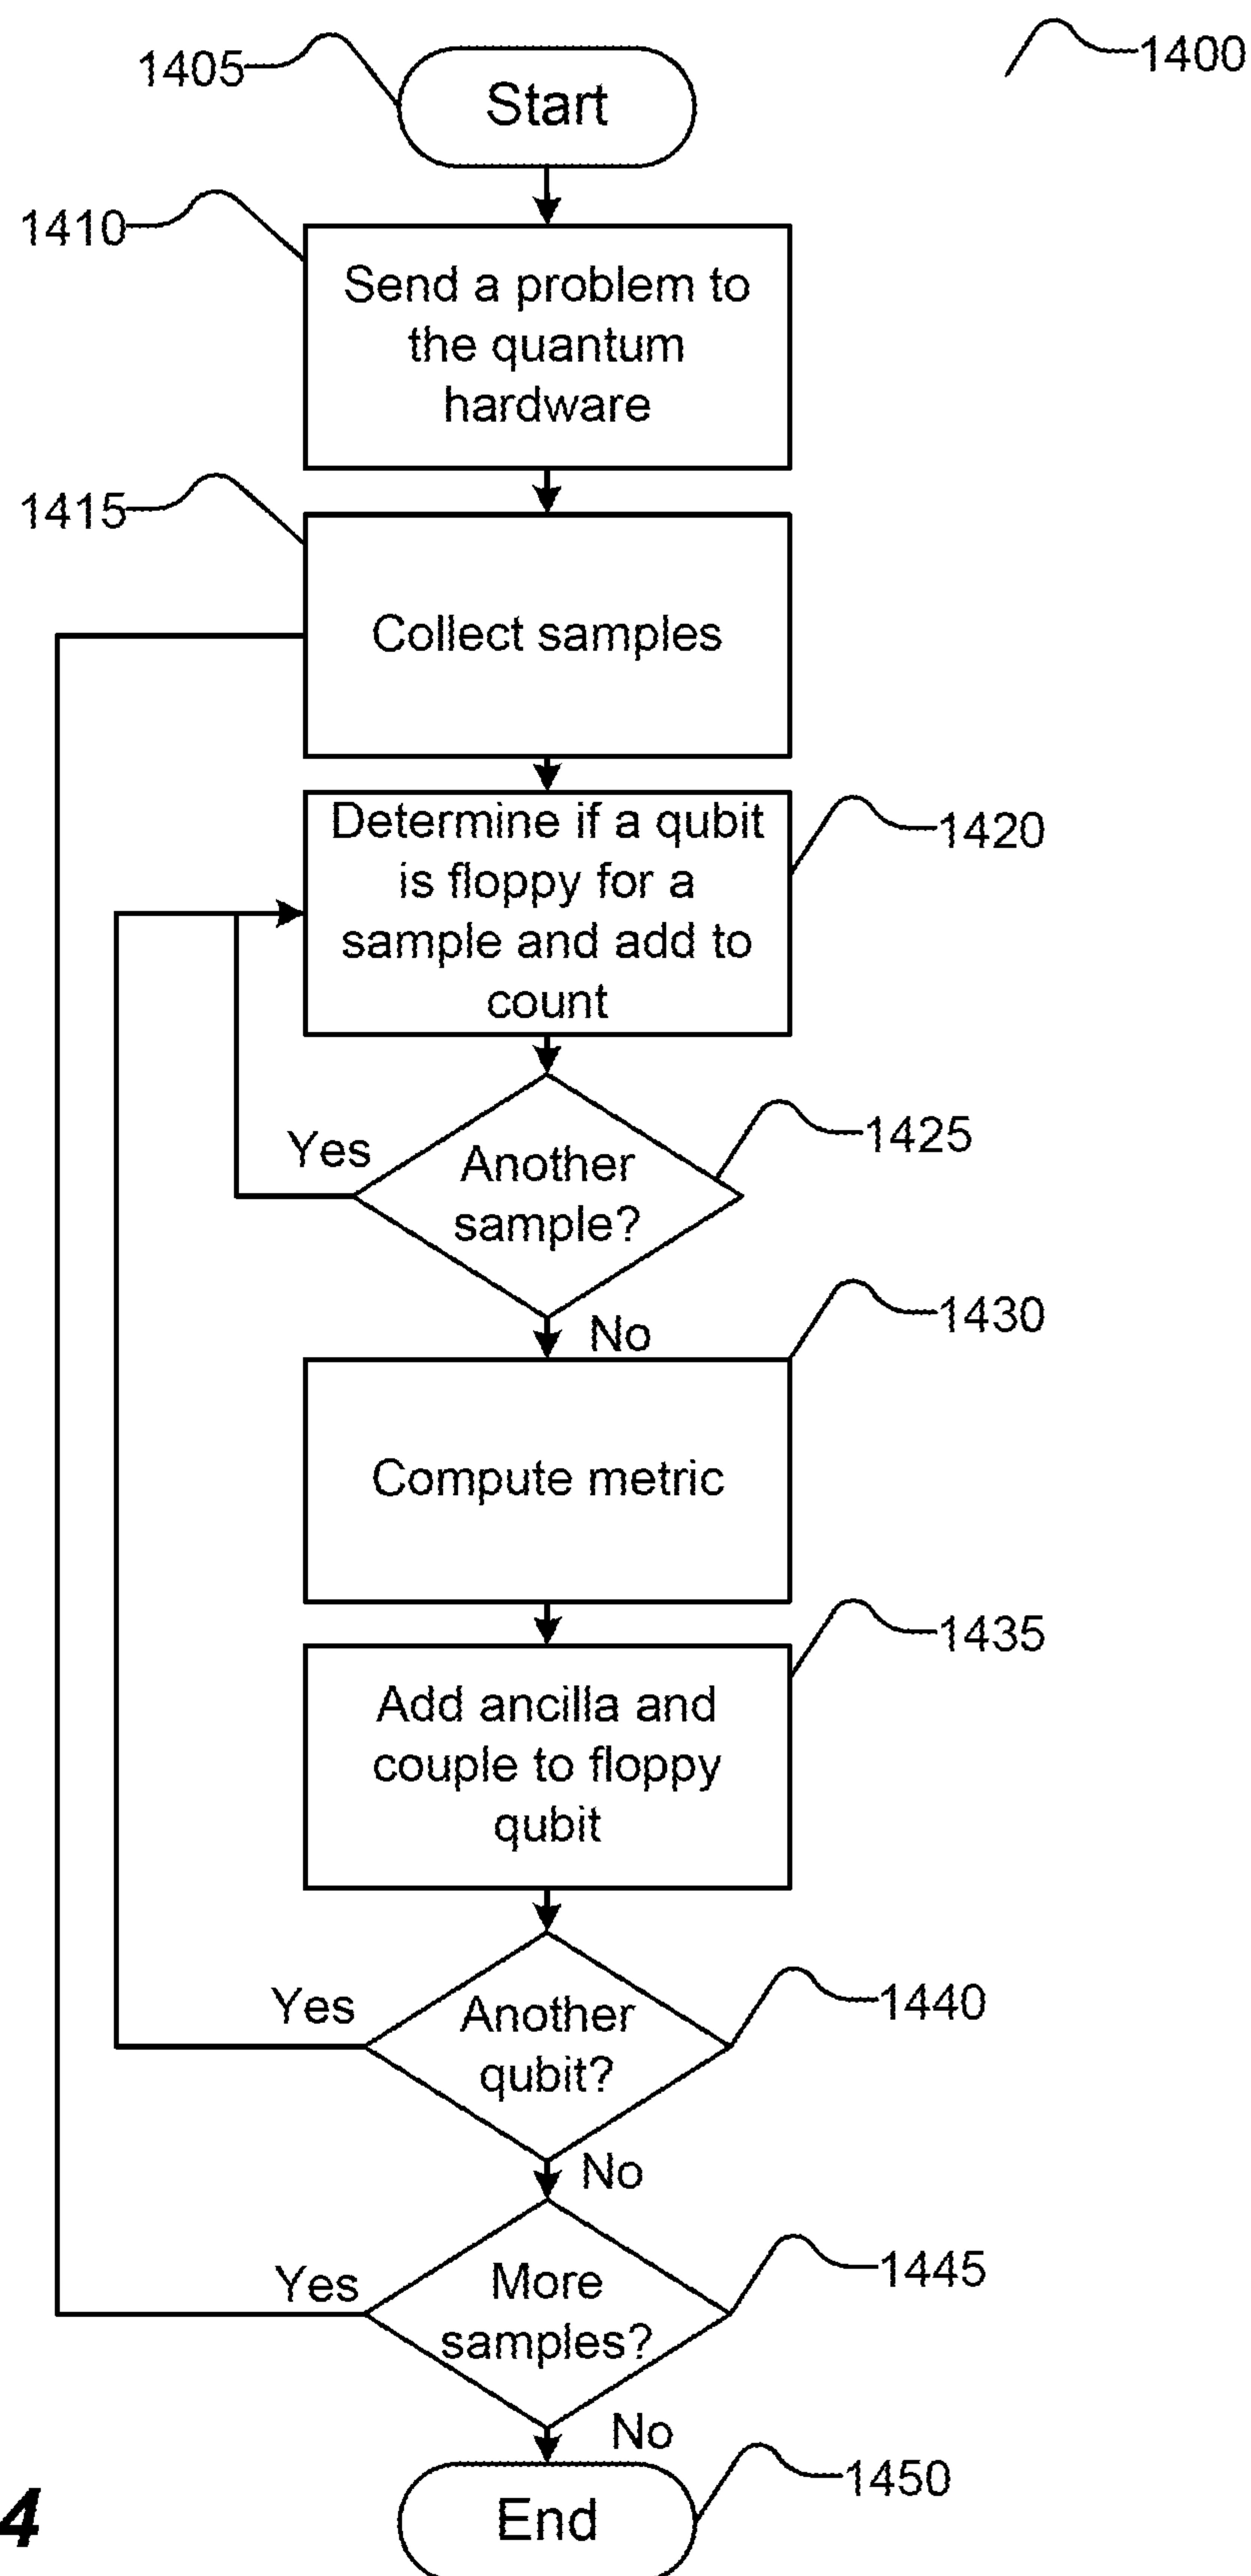 1400
1405
Start
1410
Send a problem to
the quantum
hardware
1415
Collect samples
Determine if a qubit
is floppy for a
sample and add to
count
1420
Yes
Another
sample?
1425
No
1430
Compute metric
1435
Add ancilla and
couple to floppy
qubit
Yes
Another
qubit?
1440
No
Yes
More
samples?
1445
No
End
1450
4